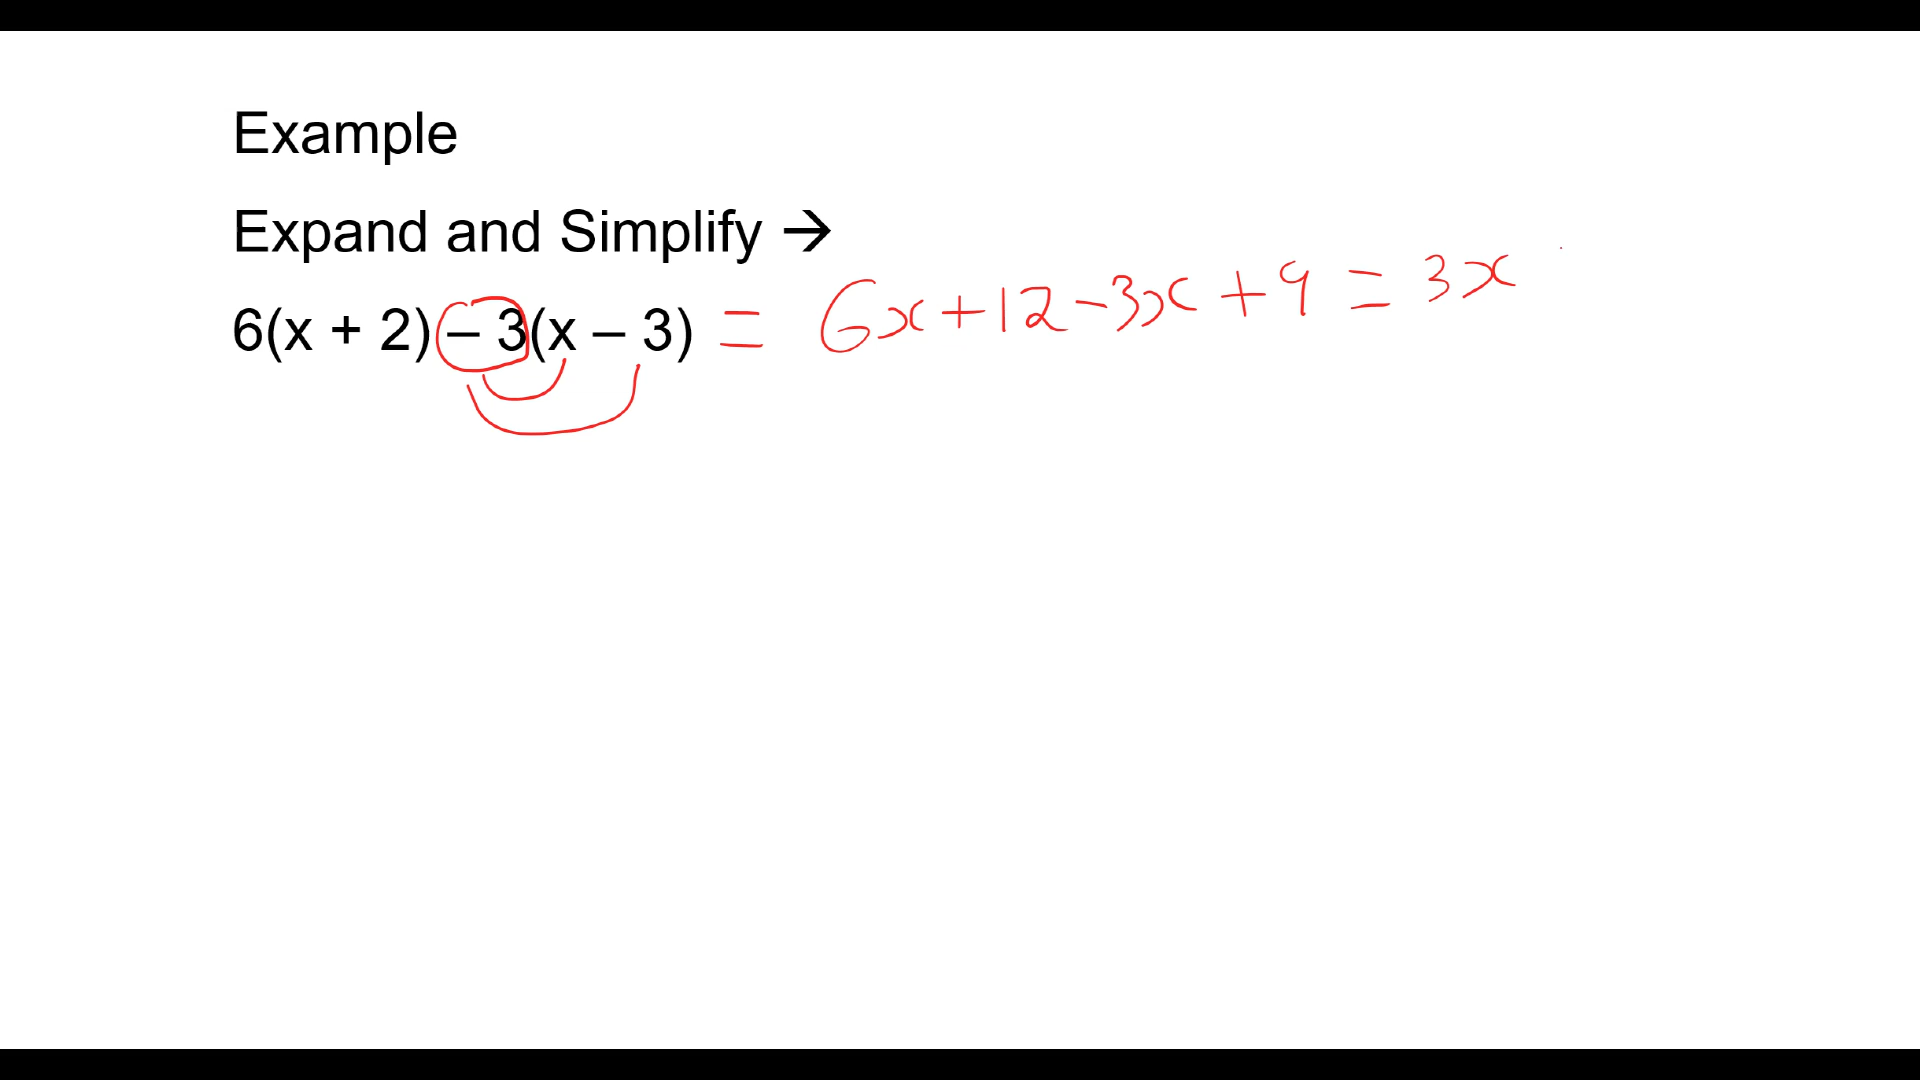 Example
Expand and Simplify →
6(x + 2) – 3(x – 3) = 6x + 12 - 3x + 9 = 3x